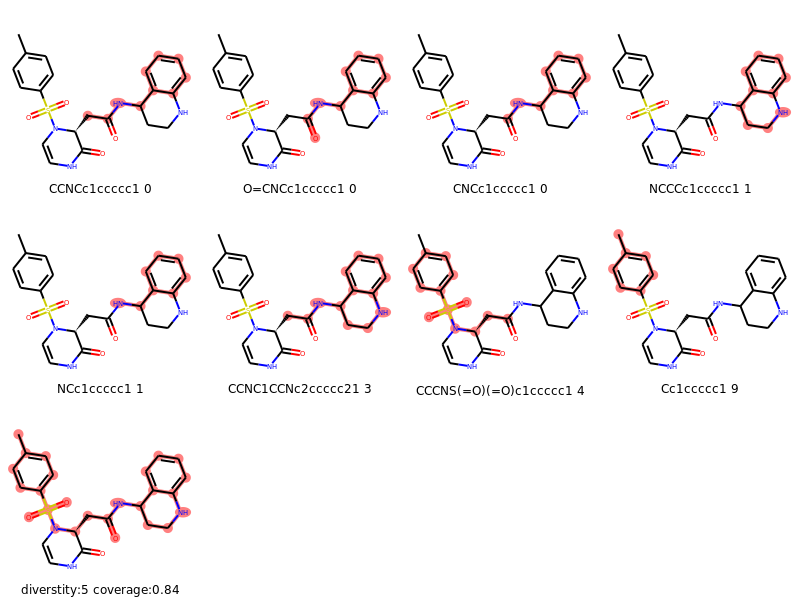 CCNCc1ccccc1 0
O=CNCc1ccccc1 0
CNCc1ccccc1 0
NCCCc1ccccc1 1
NCc1ccccc1 1
CCNC1CCNc2ccccc21 3
CCCNS(=O)(=O)c1ccccc1 4
Cc1ccccc1 9
diverstity:5 coverage:0.84